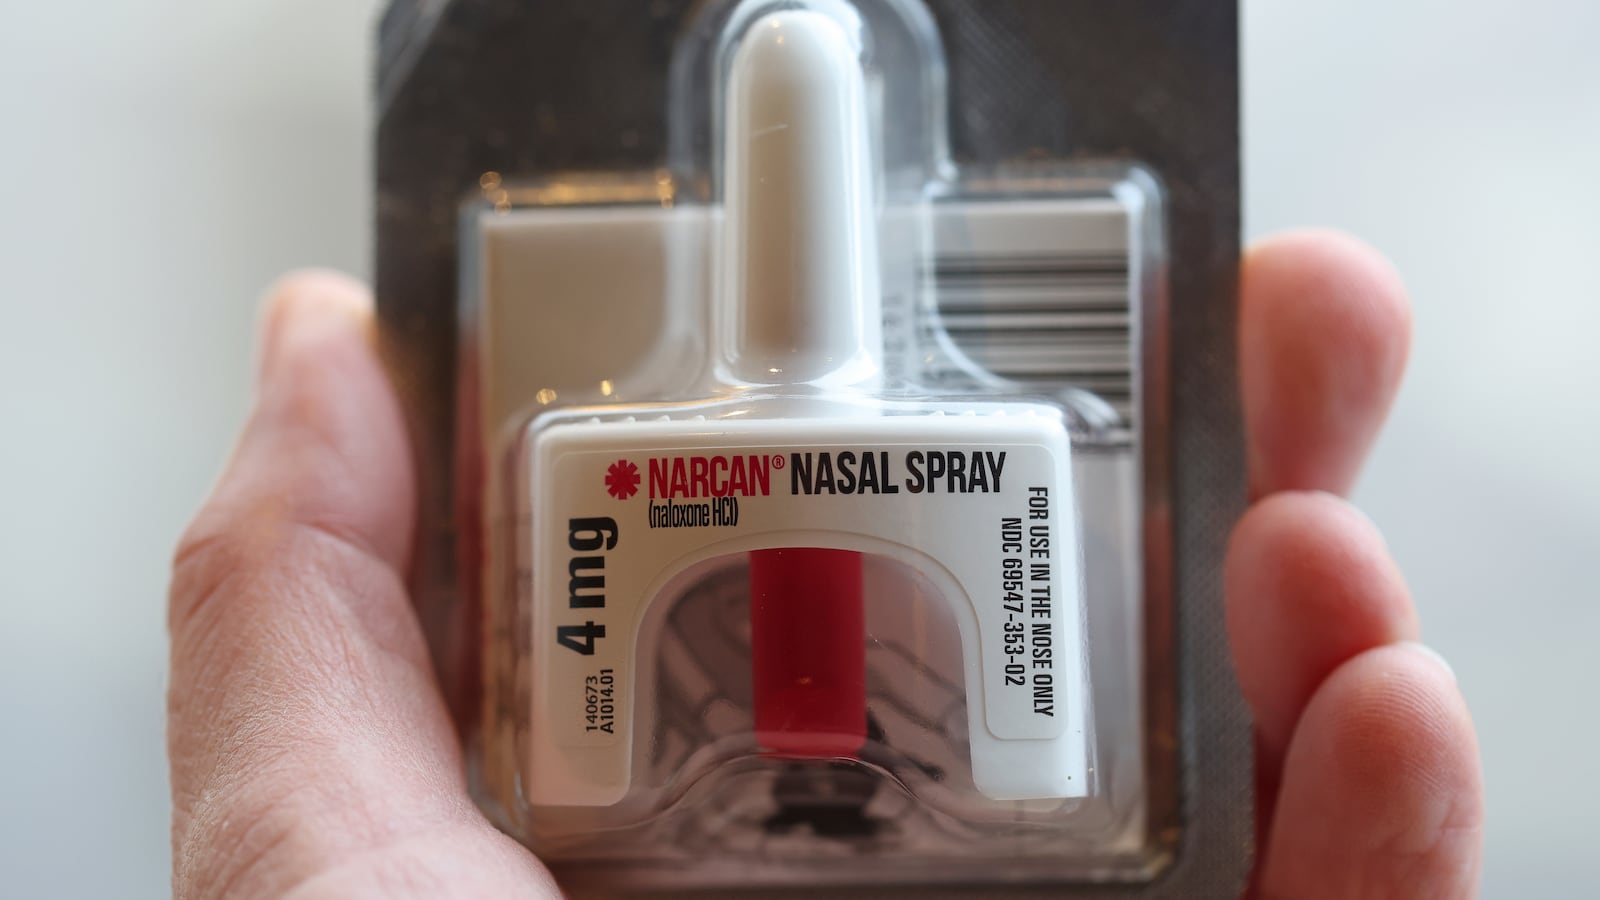 NARCAN® NASAL SPRAY
(naloxone HCl)
4 mg
140673
A1014.01
FOR USE IN THE NOSE ONLY
NDC 69547-353-02